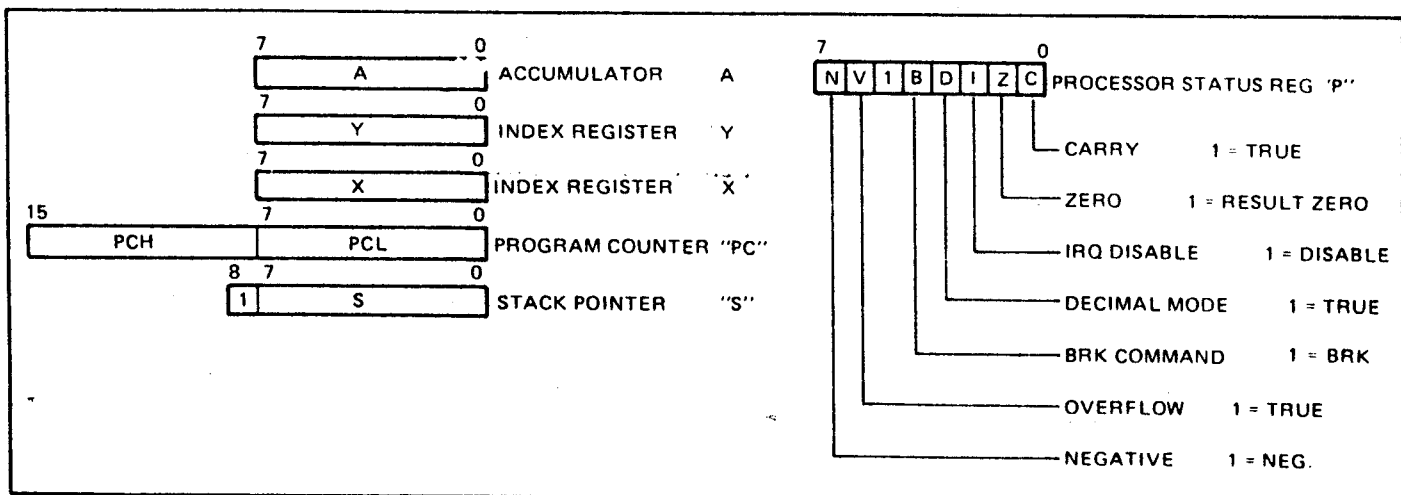 7 0
A ACCUMULATOR A
7 0
Y INDEX REGISTER Y
7 0
X INDEX REGISTER X
15 7 0
PCH PCL PROGRAM COUNTER "PC"
8 7 0
1 S STACK POINTER "S"
7 0
N V 1 B D I Z C PROCESSOR STATUS REG 'P"
CARRY 1 = TRUE
ZERO 1 = RESULT ZERO
IRQ DISABLE 1 = DISABLE
DECIMAL MODE 1 = TRUE
BRK COMMAND 1 = BRK
OVERFLOW 1 = TRUE
NEGATIVE 1 = NEG.